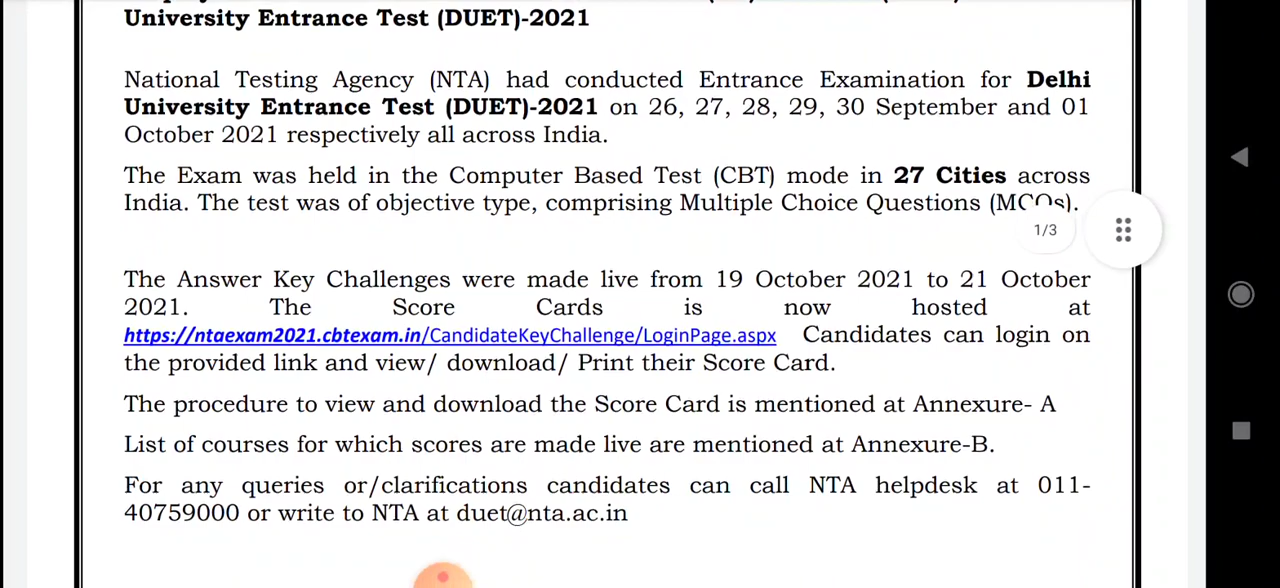 University Entrance Test (DUET)-2021
National Testing Agency (NTA) had conducted Entrance Examination for Delhi
University Entrance Test (DUET)-2021 on 26, 27, 28, 29, 30 September and 01
October 2021 respectively all across India.
The Exam was held in the Computer Based Test (CBT) mode in 27 Cities across
India. The test was of objective type, comprising Multiple Choice Questions (MCQs).
1/3
The Answer Key Challenges were made live from 19 October 2021 to 21 October
2021. The Score Cards is now hosted at
https://ntaexam2021.cbtexam.in/CandidateKeyChallenge/LoginPage.aspx Candidates can login on
the provided link and view/ download/ Print their Score Card.
The procedure to view and download the Score Card is mentioned at Annexure- A
List of courses for which scores are made live are mentioned at Annexure-B.
For any queries or/clarifications candidates can call NTA helpdesk at 011-
40759000 or write to NTA at duet@nta.ac.in